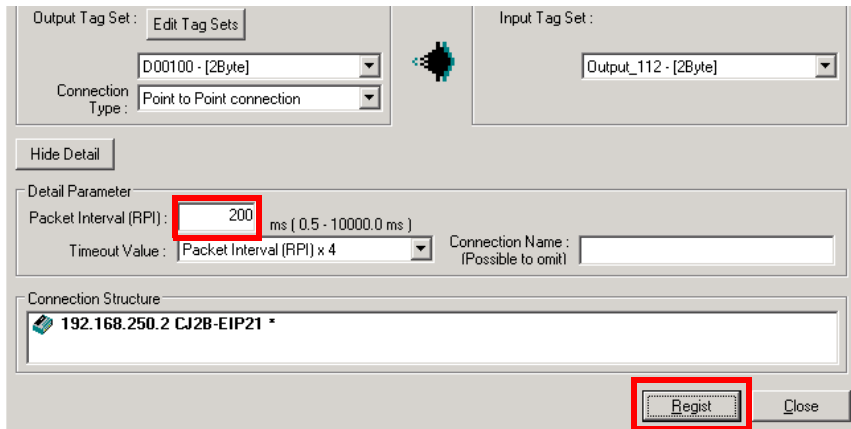 Output Tag Set :
Edit Tag Sets
Input Tag Set :
D00100 - [2Byte]
Output_112 - [2Byte]
Connection
Type :
Point to Point connection
Hide Detail
Detail Parameter
Packet Interval (RPI) :
200
ms ( 0.5 - 10000.0 ms )
Timeout Value :
Packet Interval (RPI) x 4
Connection Name :
(Possible to omit)
Connection Structure
192.168.250.2 CJ2B-EIP21 *
Regist
Close